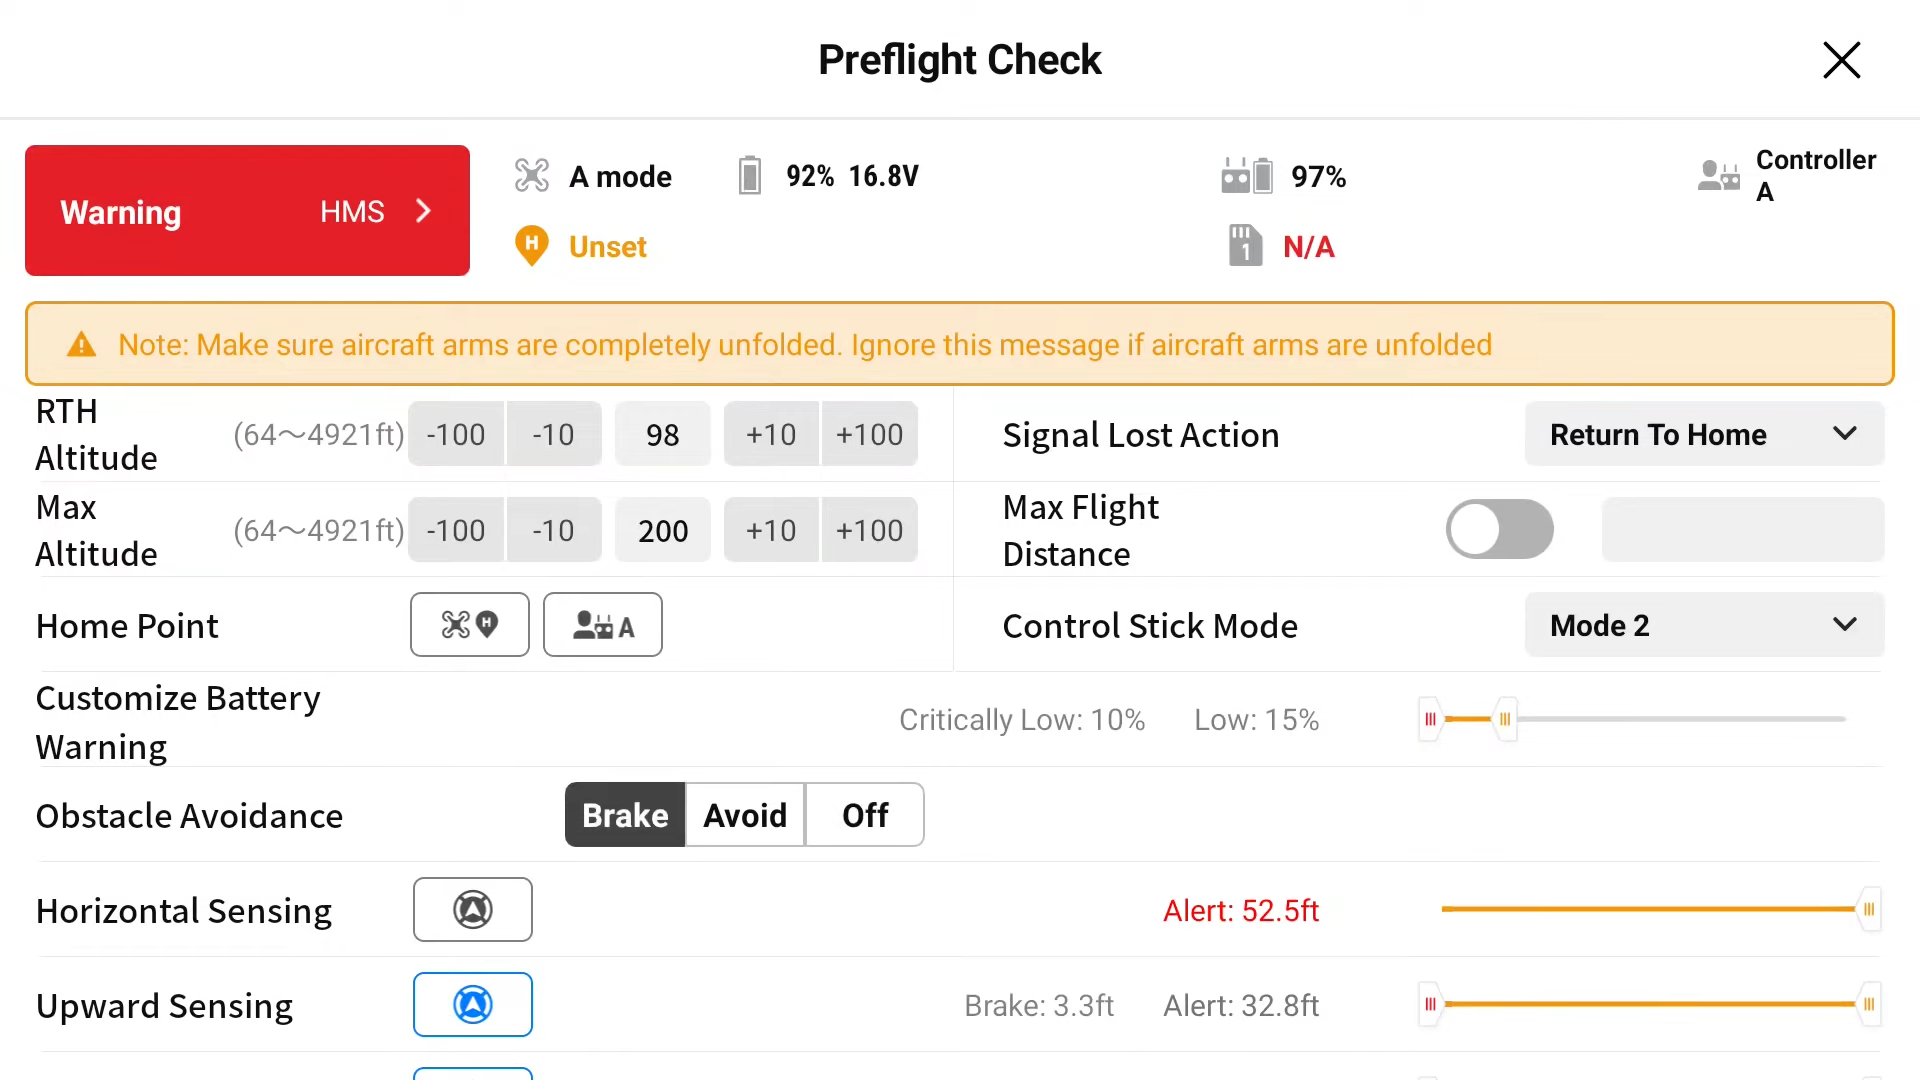 Preflight Check
Warning HMS
A mode
92% 16.8V
97%
Controller
A
H Unset
1 N/A
Note: Make sure aircraft arms are completely unfolded. Ignore this message if aircraft arms are unfolded
RTH
Altitude
(64～4921ft) -100 -10 98 +10 +100
Signal Lost Action Return To Home
Max
Altitude
(64～4921ft) -100 -10 200 +10 +100
Max Flight
Distance
Home Point H A
Control Stick Mode Mode 2
Customize Battery
Warning
Critically Low: 10% Low: 15%
Obstacle Avoidance Brake Avoid Off
Horizontal Sensing Alert: 52.5ft
Upward Sensing Brake: 3.3ft Alert: 32.8ft